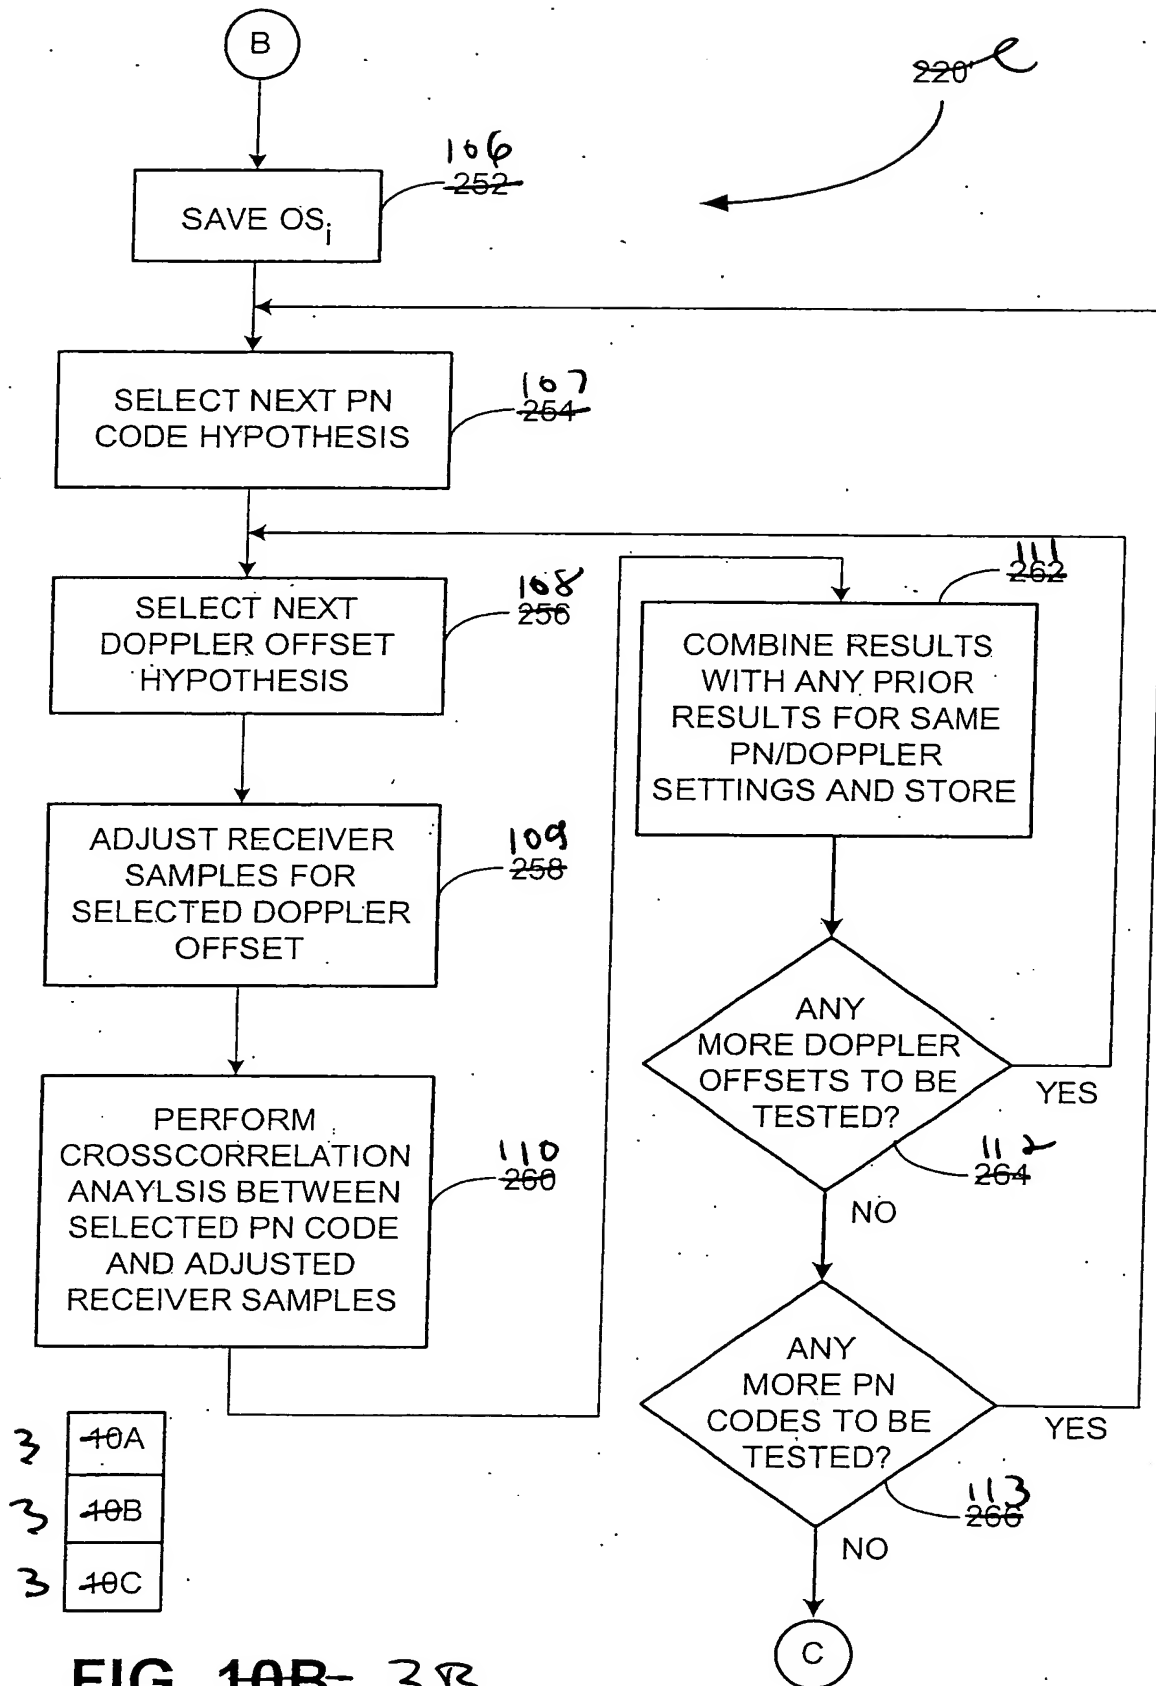 B
220'
106
252
SAVE OSi
SELECT NEXT PN
CODE HYPOTHESIS
107
254
SELECT NEXT
DOPPLER OFFSET
HYPOTHESIS
108
256
ADJUST RECEIVER
SAMPLES FOR
SELECTED DOPPLER
OFFSET
109
258
PERFORM
CROSSCORRELATION
ANAYLSIS BETWEEN
SELECTED PN CODE
AND ADJUSTED
RECEIVER SAMPLES
110
260
111
262
COMBINE RESULTS
WITH ANY PRIOR
RESULTS FOR SAME
PN/DOPPLER
SETTINGS AND STORE
ANY
MORE DOPPLER
OFFSETS TO BE
TESTED?
YES
112
264
NO
ANY
MORE PN
CODES TO BE
TESTED?
YES
113
266
NO
C
3 10A
3 10B
3 10C
FIG. 10B 3B